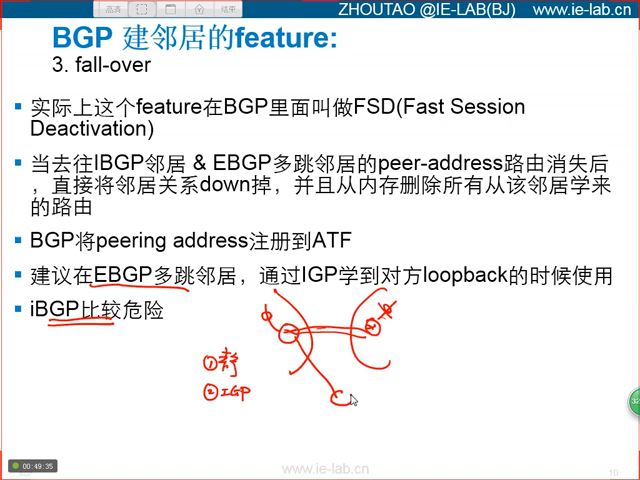 高亮
结束
ZHOUTAO @IE-LAB(BJ) www.ie-lab.cn
BGP 建邻居的feature:
3. fall-over
实际上这个feature在BGP里面叫做FSD(Fast Session
Deactivation)
当去往IBGP邻居 & EBGP多跳邻居的peer-address路由消失后
，直接将邻居关系down掉，并且从内存删除所有从该邻居学来
的路由
BGP将peering address注册到ATF
建议在EBGP多跳邻居，通过IGP学到对方loopback的时候使用
iBGP比较危险
①静
②IGP
32
00:49:35
www.ie-lab.cn
10